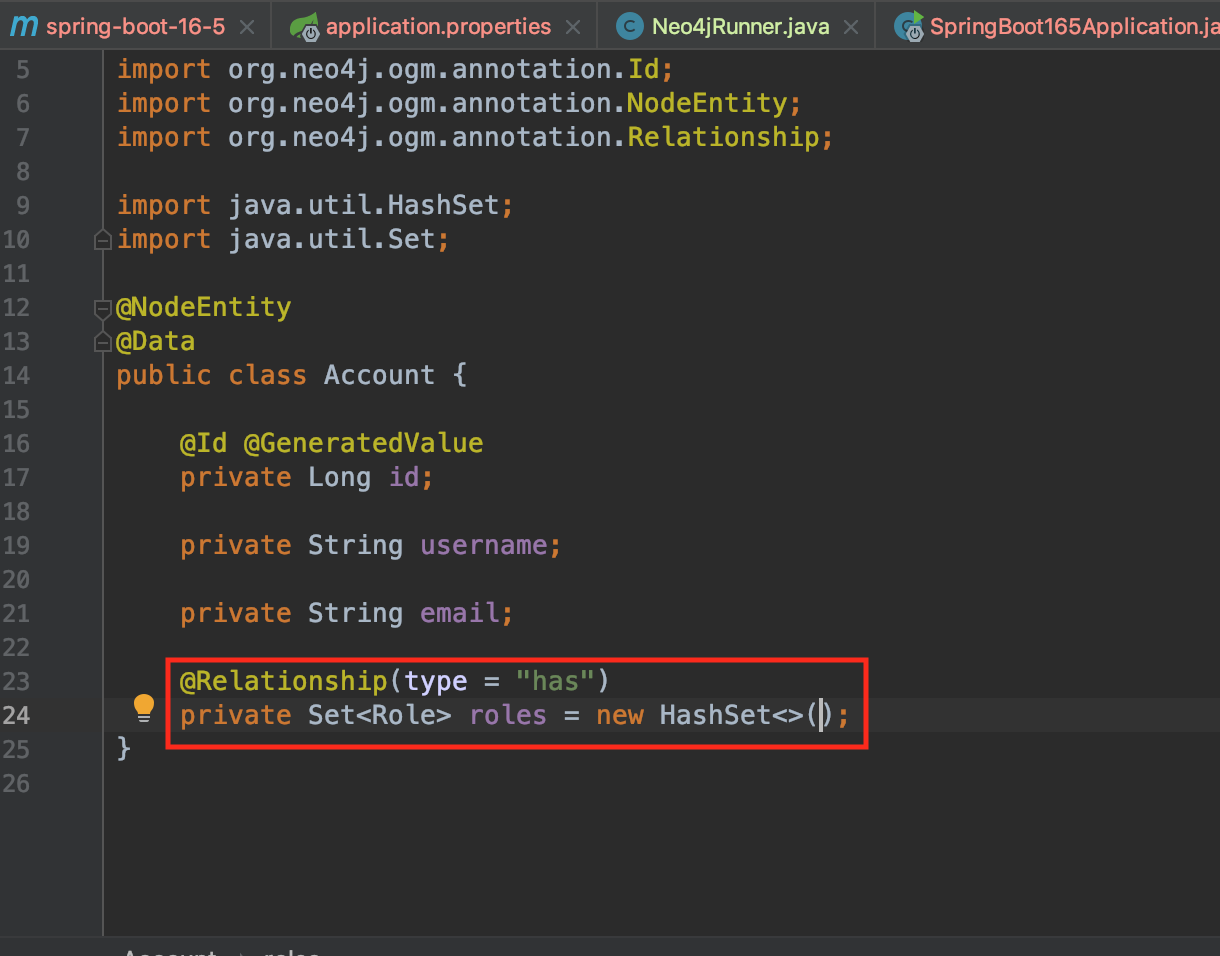 m spring-boot-16-5
application.properties
C Neo4jRunner.java
SpringBoot165Application.ja
5 import org.neo4j.ogm.annotation.Id;
6 import org.neo4j.ogm.annotation.NodeEntity;
7 import org.neo4j.ogm.annotation.Relationship;
8
9 import java.util.HashSet;
10 import java.util.Set;
11
12 @NodeEntity
13 @Data
14 public class Account {
15
16 @Id @GeneratedValue
17 private Long id;
18
19 private String username;
20
21 private String email;
22
23 @Relationship(type = "has")
24 private Set<Role> roles = new HashSet<>();
25 }
26
Account › roles